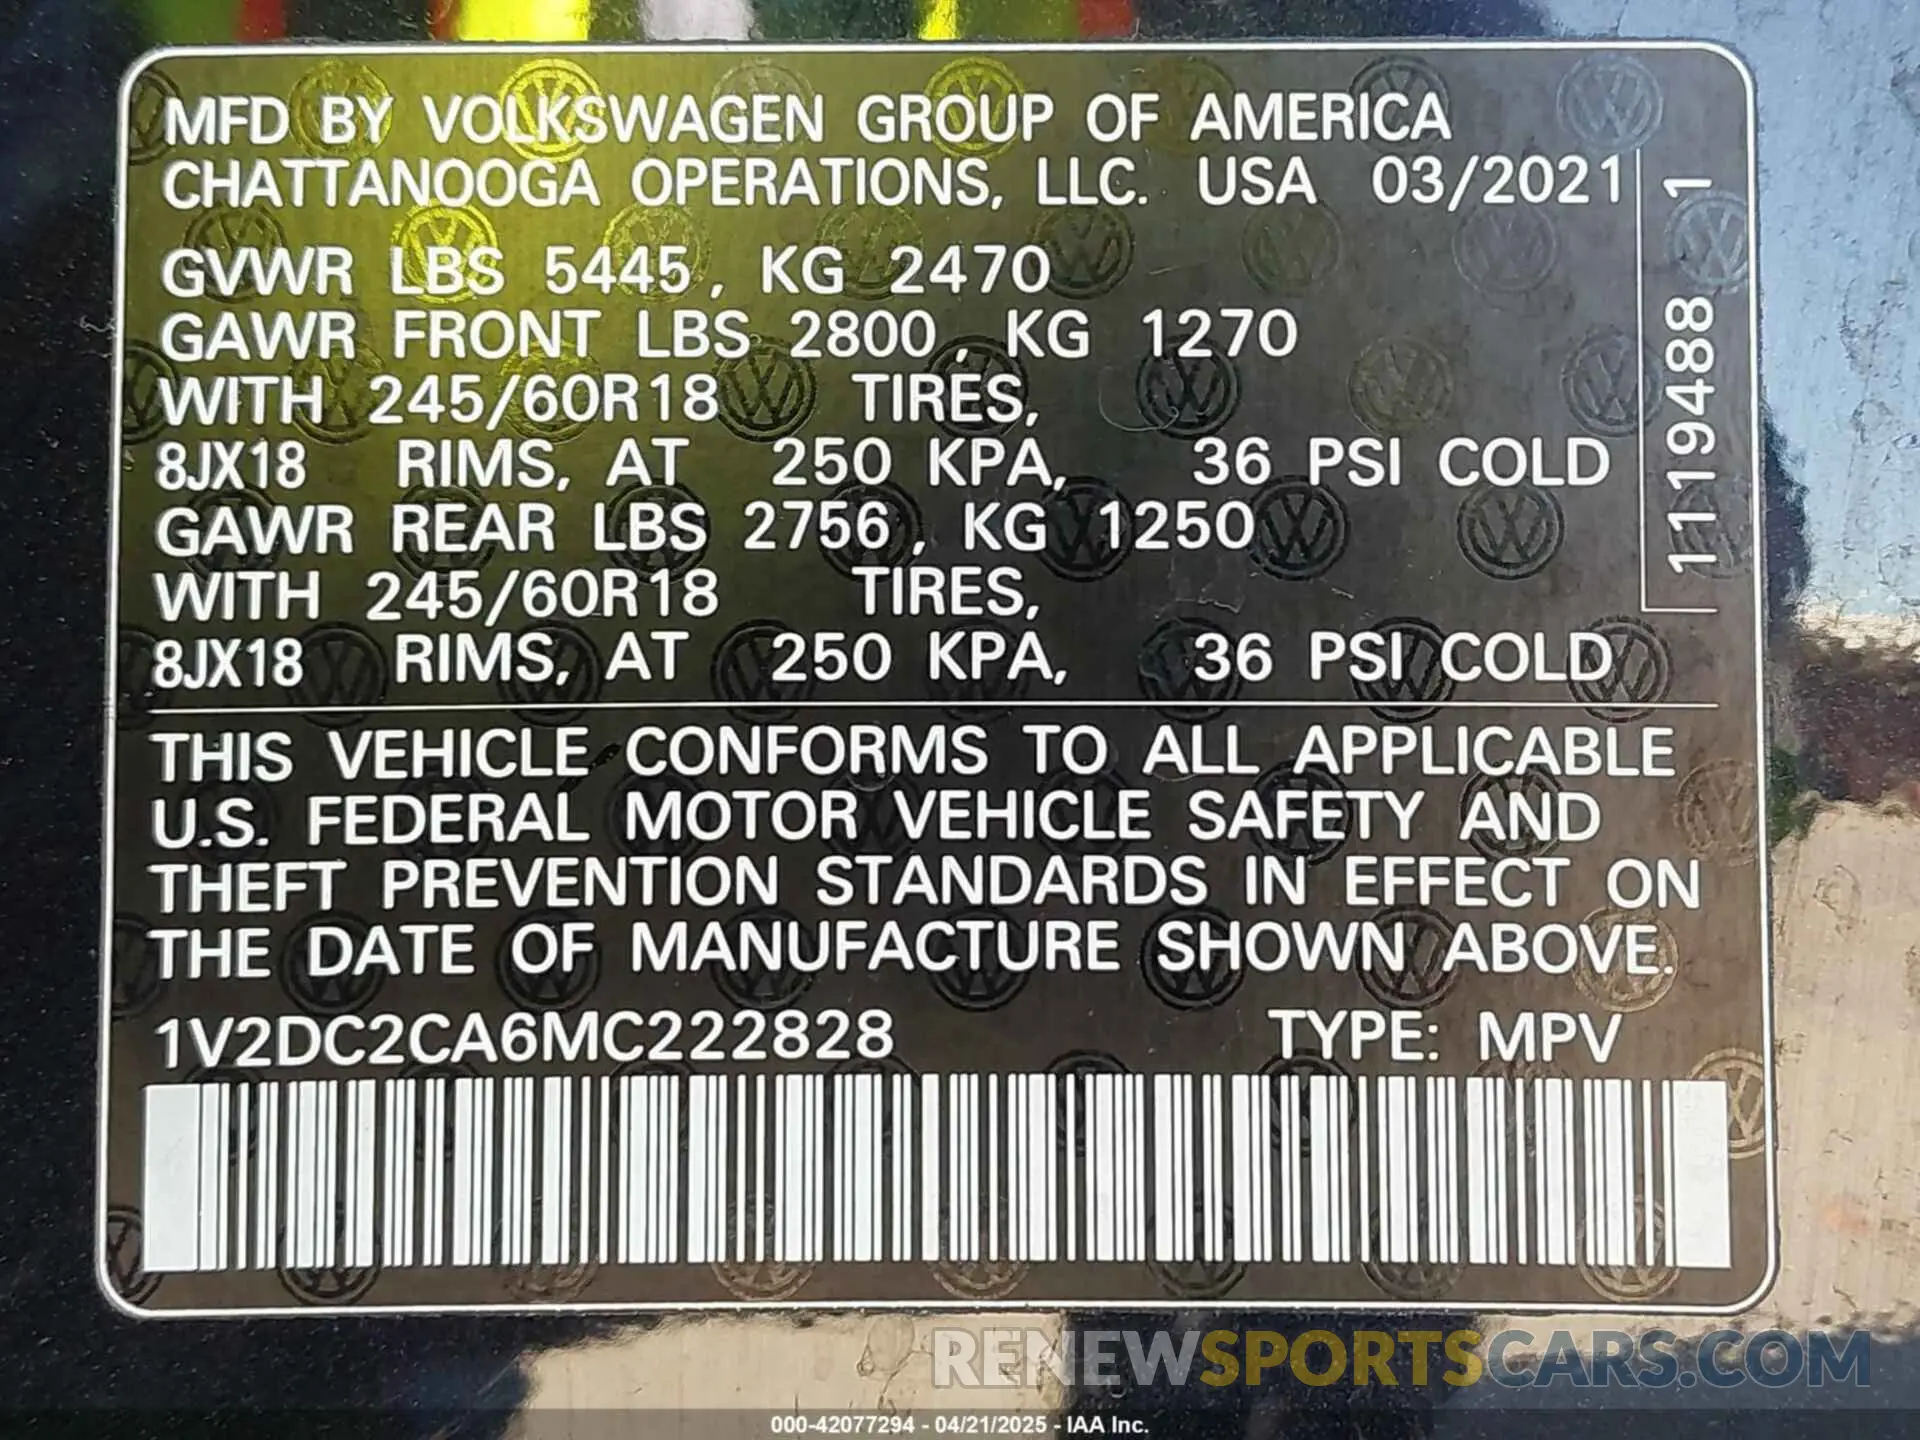 MFD BY VOLKSWAGEN GROUP OF AMERICA
CHATTANOOGA OPERATIONS, LLC. USA 03/2021
GVWR LBS 5445, KG 2470
GAWR FRONT LBS 2800, KG 1270
WITH 245/60R18 TIRES,
8JX18 RIMS, AT 250 KPA, 36 PSI COLD
GAWR REAR LBS 2756, KG 1250
WITH 245/60R18 TIRES,
8JX18 RIMS, AT 250 KPA, 36 PSI COLD
1119488 1
THIS VEHICLE CONFORMS TO ALL APPLICABLE
U.S. FEDERAL MOTOR VEHICLE SAFETY AND
THEFT PREVENTION STANDARDS IN EFFECT ON
THE DATE OF MANUFACTURE SHOWN ABOVE.
1V2DC2CA6MC222828 TYPE: MPV
RENEWSPORTSCARS.COM
000-42077294 - 04/21/2025 - IAA Inc.